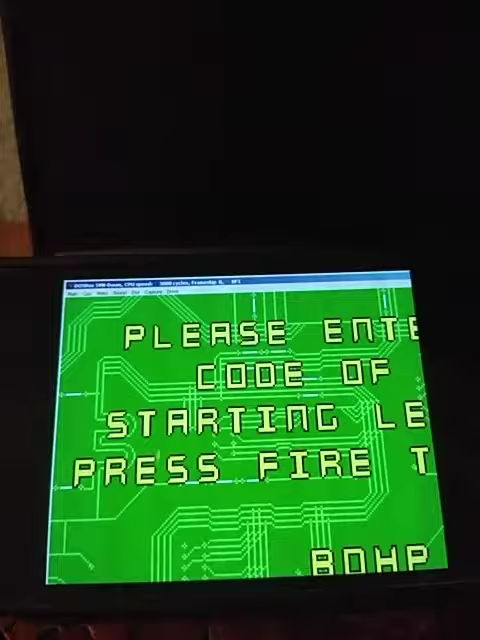 PLEASE ENTE
CODE OF
STARTING LE
PRESS FIRE T
BDHP